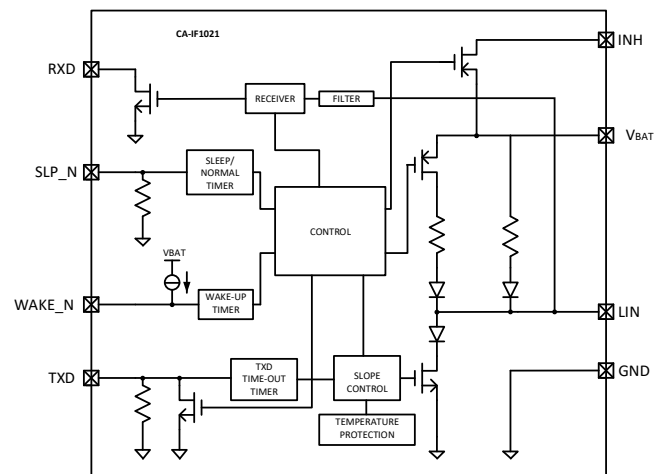 CA-IF1021
INH
RXD
RECEIVER
FILTER
VBAT
SLP_N
SLEEP/
NORMAL
TIMER
CONTROL
VBAT
WAKE_N
WAKE-UP
TIMER
LIN
TXD
TXD
TIME-OUT
TIMER
SLOPE
CONTROL
GND
TEMPERATURE
PROTECTION